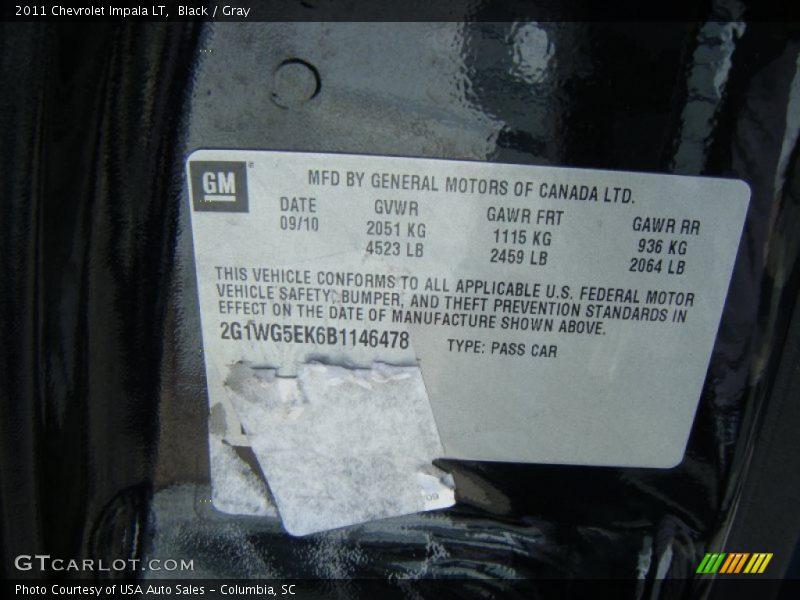 2011 Chevrolet Impala LT, Black / Gray
GM
MFD BY GENERAL MOTORS OF CANADA LTD.
DATE GVWR GAWR FRT GAWR RR
09/10 2051 KG 1115 KG 936 KG
4523 LB 2459 LB 2064 LB
THIS VEHICLE CONFORMS TO ALL APPLICABLE U.S. FEDERAL MOTOR
VEHICLE SAFETY, BUMPER, AND THEFT PREVENTION STANDARDS IN
EFFECT ON THE DATE OF MANUFACTURE SHOWN ABOVE.
2G1WG5EK6B1146478 TYPE: PASS CAR
09
GTCARLOT.COM
Photo Courtesy of USA Auto Sales - Columbia, SC